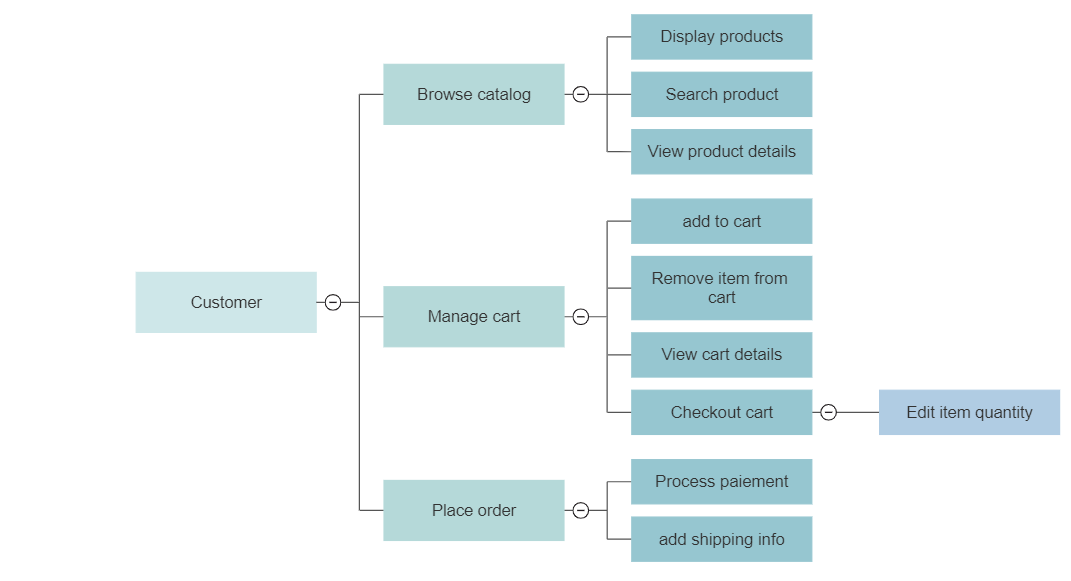 Display products
Browse catalog
Search product
View product details
add to cart
Remove item from
cart
Customer
Manage cart
View cart details
Checkout cart
Edit item quantity
Process paiement
Place order
add shipping info